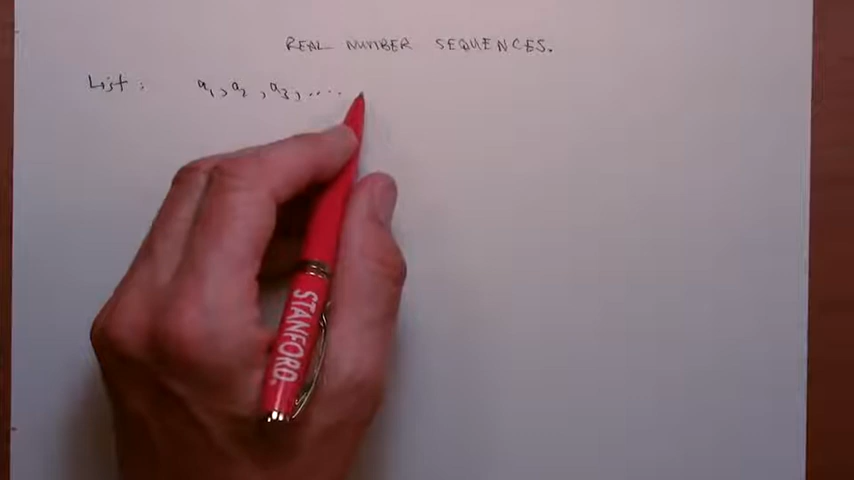 REAL NUMBER SEQUENCES.
List: a₁, a₂, a₃, .....
STANFORD